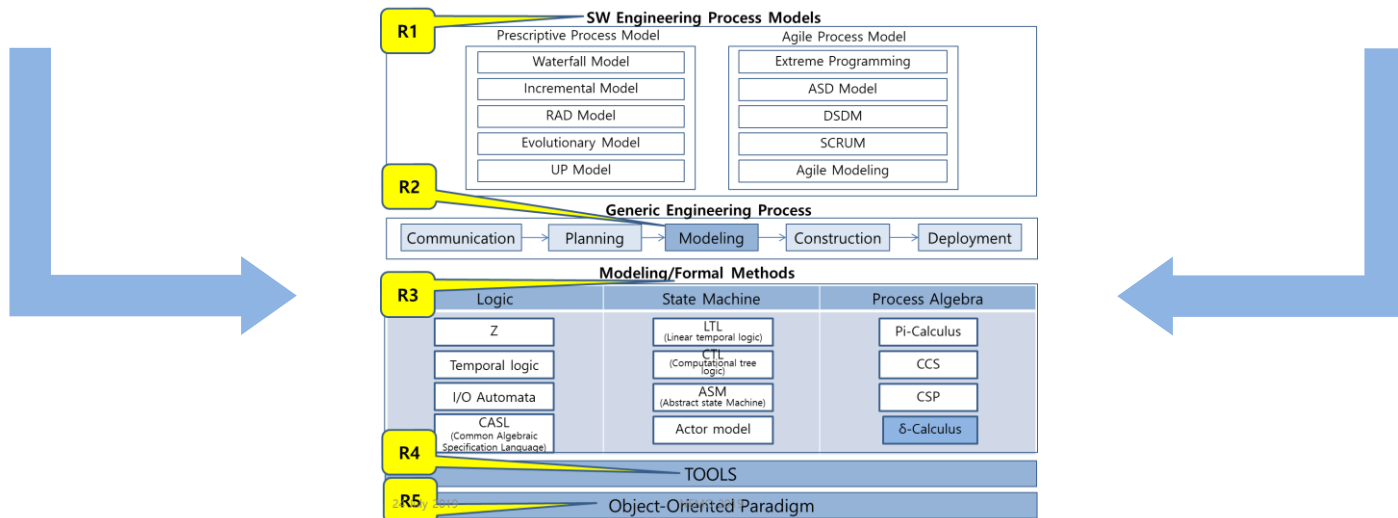 SW Engineering Process Models
R1
Prescriptive Process Model
Agile Process Model
Waterfall Model
Extreme Programming
Incremental Model
ASD Model
RAD Model
DSDM
Evolutionary Model
SCRUM
UP Model
Agile Modeling
R2
Generic Engineering Process
Communication
Planning
Modeling
Construction
Deployment
Modeling/Formal Methods
R3
Logic
State Machine
Process Algebra
Z
LTL
(Linear temporal logic)
Pi-Calculus
Temporal logic
CTL
(Computational tree
logic)
CCS
I/O Automata
ASM
(Abstract state Machine)
CSP
CASL
(Common Algebraic
Specification Language)
Actor model
δ-Calculus
R4
TOOLS
R5
2019
Object-Oriented Paradigm